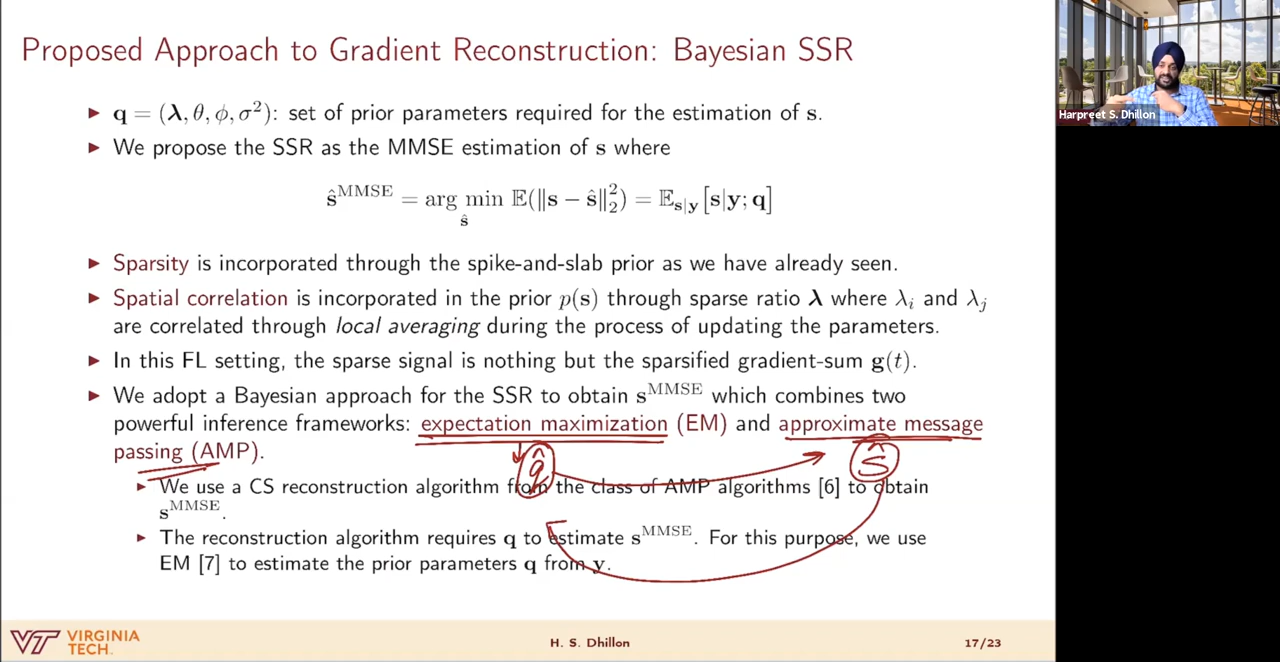 Proposed Approach to Gradient Reconstruction: Bayesian SSR
Harpreet S. Dhillon
▶ q = (λ, θ, ϕ, σ²): set of prior parameters required for the estimation of s.
▶ We propose the SSR as the MMSE estimation of s where
ŝ^MMSE = arg min_ŝ 𝔼(‖s − ŝ‖₂²) = 𝔼_s|y [s|y; q]
▶ Sparsity is incorporated through the spike-and-slab prior as we have already seen.
▶ Spatial correlation is incorporated in the prior p(s) through sparse ratio λ where λᵢ and λⱼ
are correlated through local averaging during the process of updating the parameters.
▶ In this FL setting, the sparse signal is nothing but the sparsified gradient-sum g(t).
▶ We adopt a Bayesian approach for the SSR to obtain s^MMSE which combines two
powerful inference frameworks: expectation maximization (EM) and approximate message
passing (AMP).
q̂ ŝ
▶ We use a CS reconstruction algorithm from the class of AMP algorithms [6] to obtain
s^MMSE.
▶ The reconstruction algorithm requires q to estimate s^MMSE. For this purpose, we use
EM [7] to estimate the prior parameters q from y.
VT VIRGINIA
TECH.
H. S. Dhillon
17/23